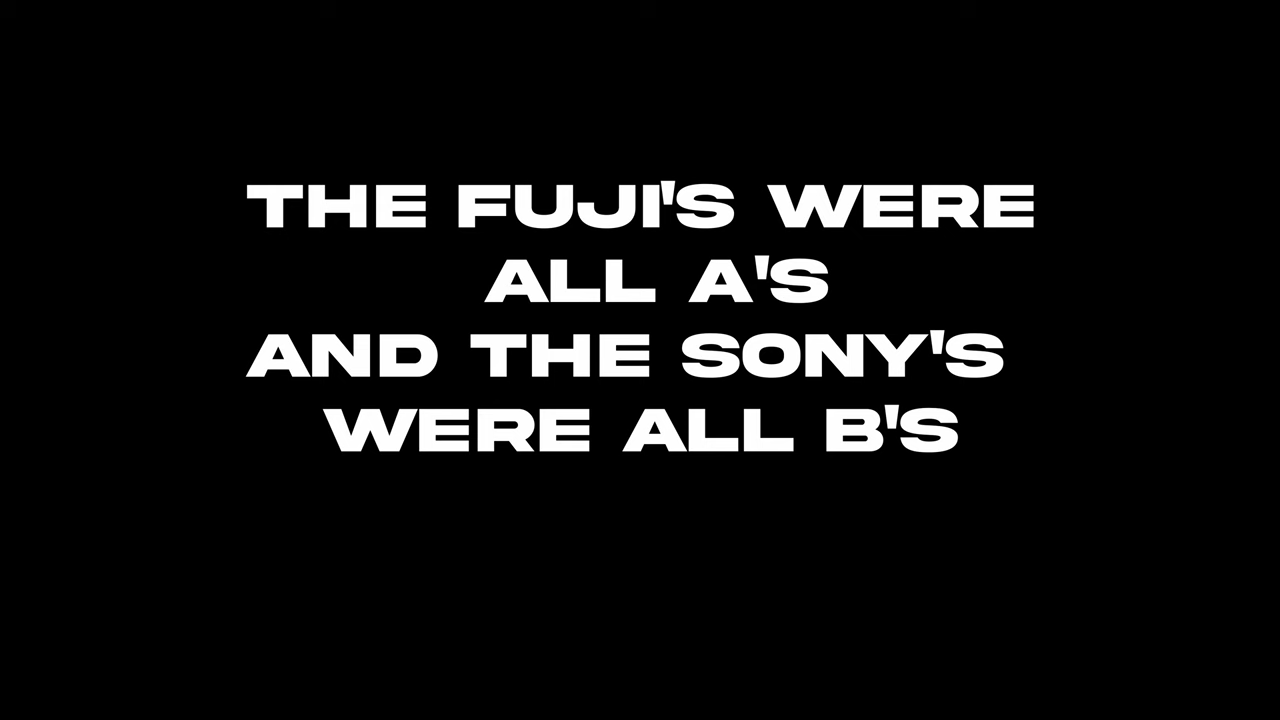 THE FUJI'S WERE
ALL A'S
AND THE SONY'S
WERE ALL B'S